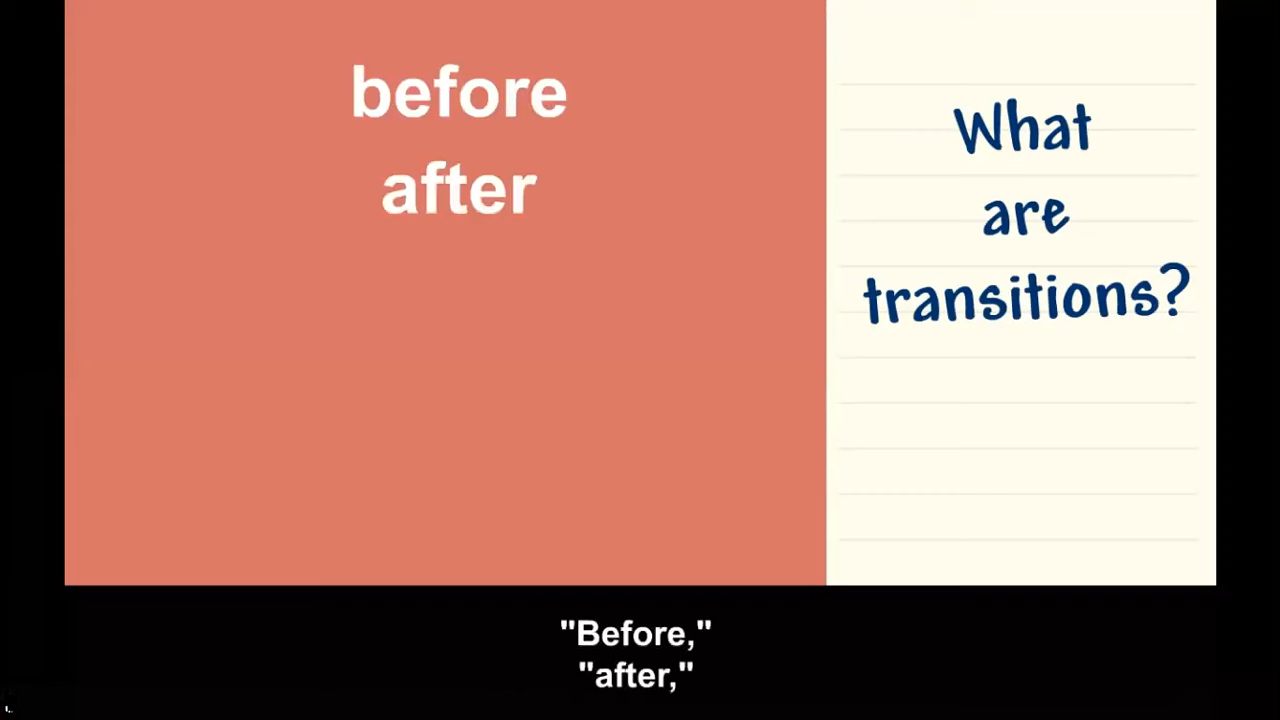 before
after
What
are
transitions?
"Before,"
"after,"